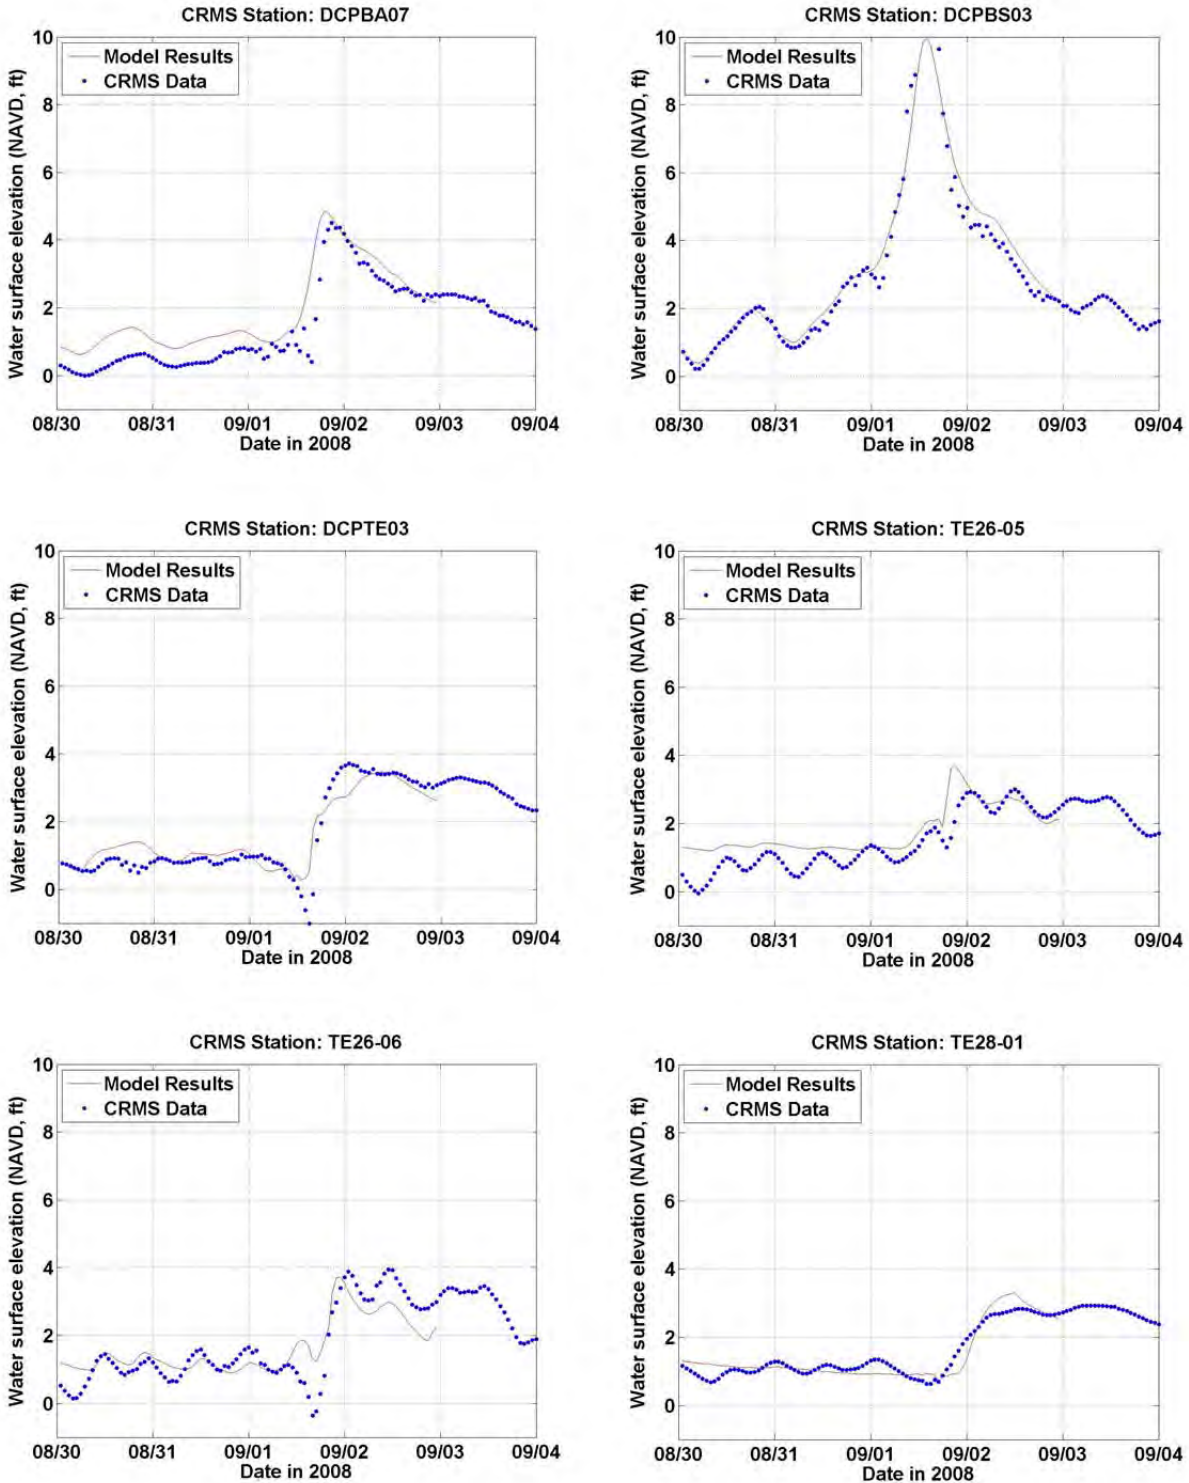 CRMS Station: DCPBA07
10
8
6
4
2
0
Water surface elevation (NAVD, ft)
Model Results
CRMS Data
08/30 08/31 09/01 09/02 09/03 09/04
Date in 2008
CRMS Station: DCPBS03
10
8
6
4
2
0
Water surface elevation (NAVD, ft)
Model Results
CRMS Data
08/30 08/31 09/01 09/02 09/03 09/04
Date in 2008
CRMS Station: DCPTE03
10
8
6
4
2
0
Water surface elevation (NAVD, ft)
Model Results
CRMS Data
08/30 08/31 09/01 09/02 09/03 09/04
Date in 2008
CRMS Station: TE26-05
10
8
6
4
2
0
Water surface elevation (NAVD, ft)
Model Results
CRMS Data
08/30 08/31 09/01 09/02 09/03 09/04
Date in 2008
CRMS Station: TE26-06
10
8
6
4
2
0
Water surface elevation (NAVD, ft)
Model Results
CRMS Data
08/30 08/31 09/01 09/02 09/03 09/04
Date in 2008
CRMS Station: TE28-01
10
8
6
4
2
0
Water surface elevation (NAVD, ft)
Model Results
CRMS Data
08/30 08/31 09/01 09/02 09/03 09/04
Date in 2008